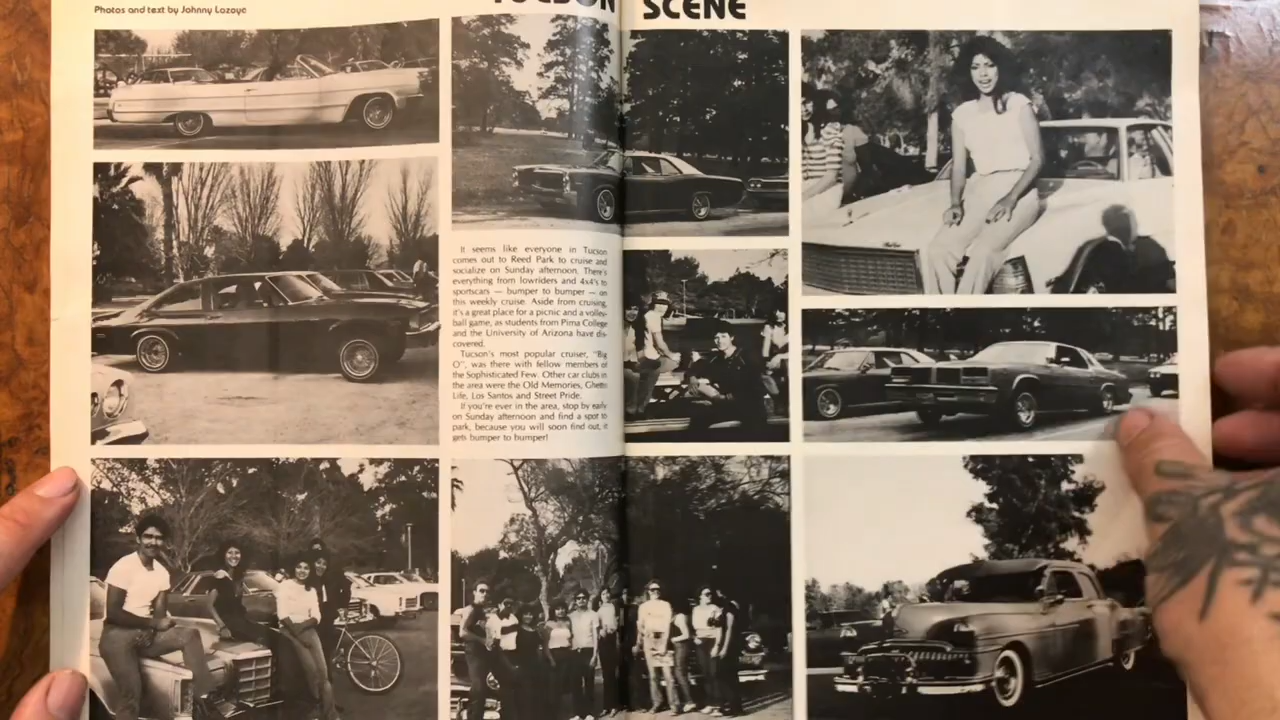 Photos and text by Johnny Lozoya
TUCSON SCENE
It seems like everyone in Tucson
comes out to Reed Park to cruise and
socialize on Sunday afternoon. There's
everything from lowriders and 4x4's to
sportscars — bumper to bumper — on
this weekly cruise. Aside from cruising,
it's a great place for a picnic and a volley-
ball game, as students from Pima College
and the University of Arizona have dis-
covered.
Tucson's most popular cruiser, "Big
O", was there with fellow members of
the Sophisticated Few. Other car clubs in
the area were the Old Memories, Ghetto
Life, Los Santos and Street Pride.
If you're ever in the area, stop by early
on Sunday afternoon and find a spot to
park, because you will soon find out, it
gets bumper to bumper!